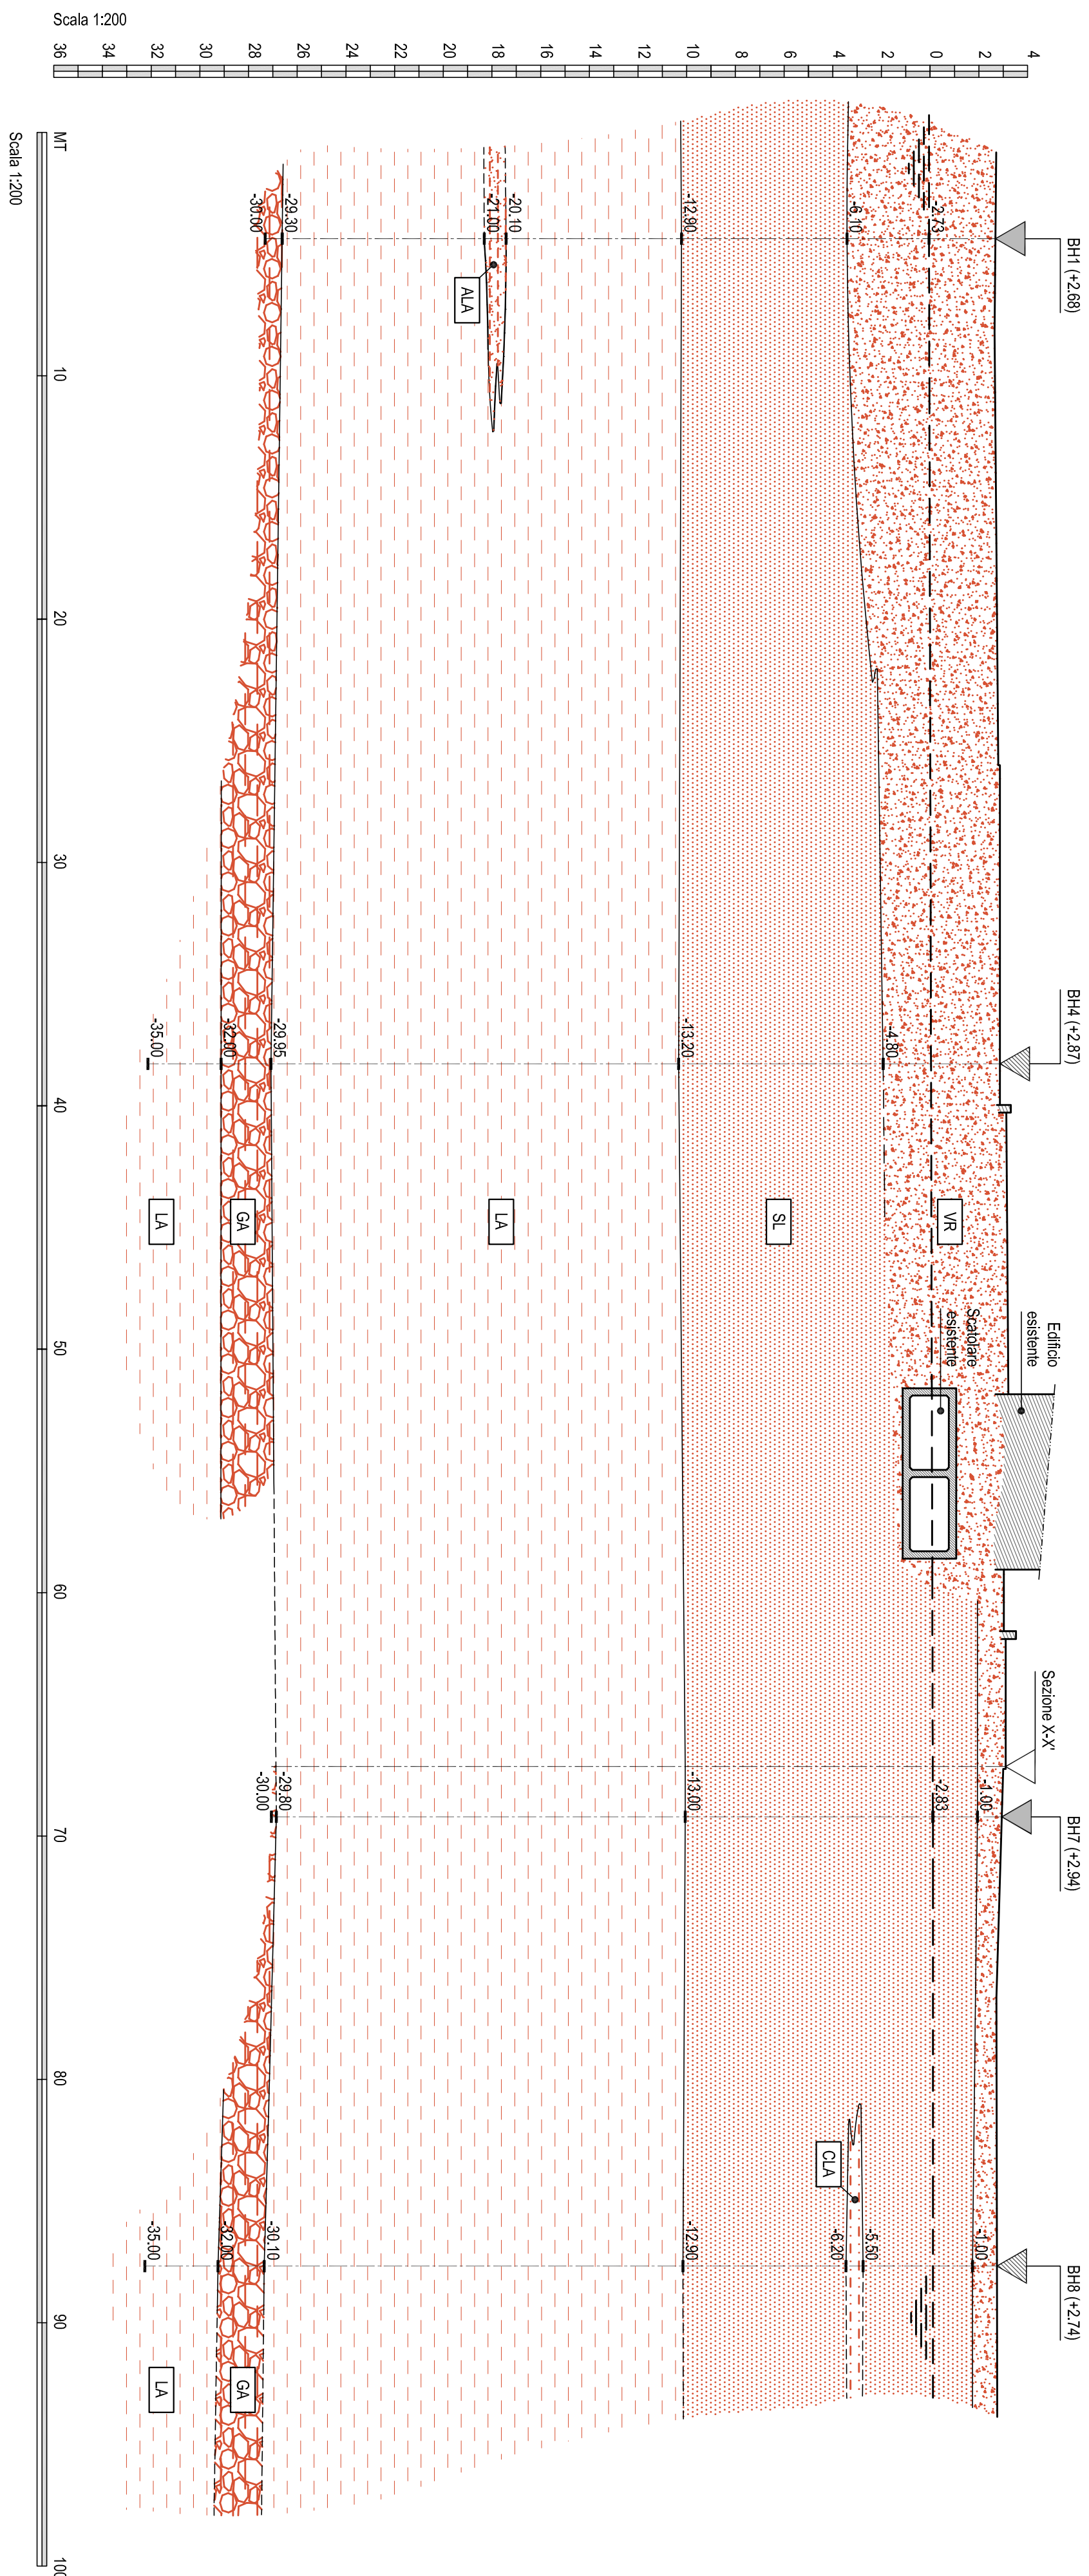 BH1 (+2.68)
BH4 (+2.87)
Edificio
esistente
Sezione X-X'
BH7 (+2.94)
BH8 (+2.74)
4
2
0
2
4
6
8
10
12
14
16
18
20
22
24
26
28
30
32
34
36
Scala 1:200
-2.73
-6.10
-12.90
-20.10
-21.00
ALA
-29.30
-30.00
-4.80
-13.20
-29.95
-32.00
-35.00
VR
SL
LA
GA
LA
Scatolare
esistente
-1.00
-2.83
-13.00
-29.80
-30.00
-1.00
CLA
-5.50
-6.20
-12.90
-30.10
-32.00
-35.00
GA
LA
MT
10
20
30
40
50
60
70
80
90
100
Scala 1:200